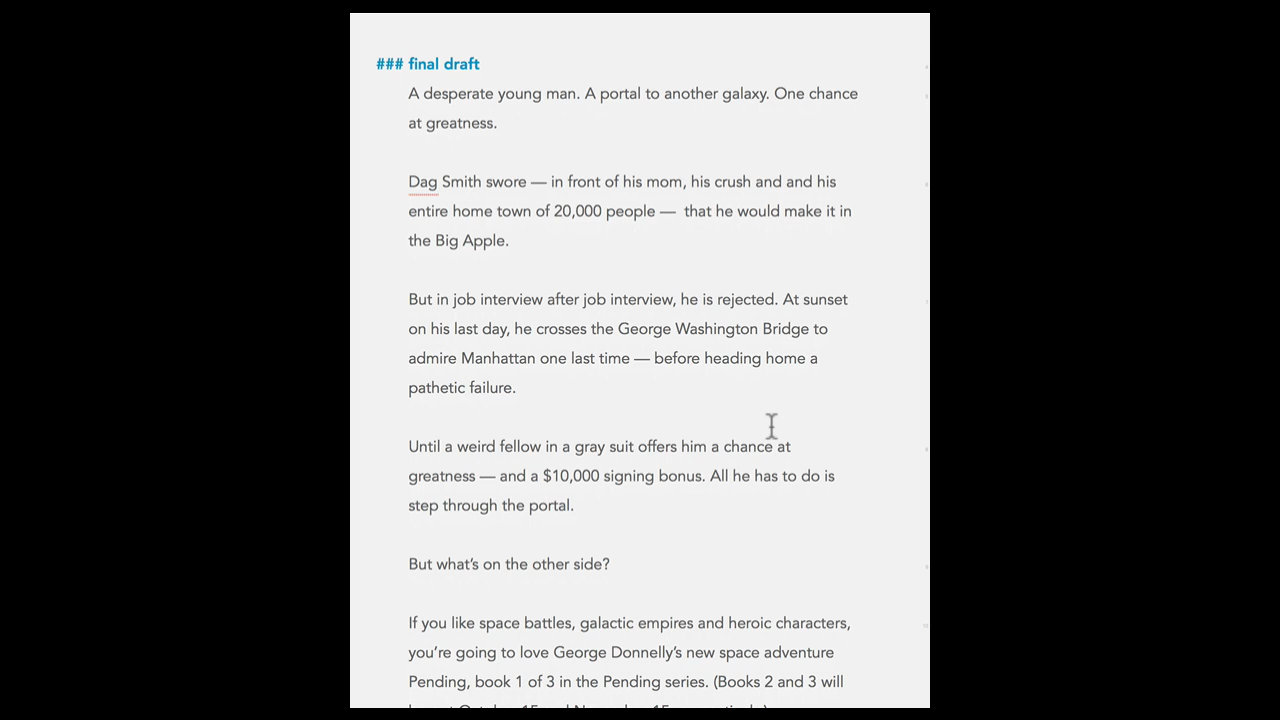 ### final draft
A desperate young man. A portal to another galaxy. One chance
at greatness.
Dag Smith swore — in front of his mom, his crush and and his
entire home town of 20,000 people —  that he would make it in
the Big Apple.
But in job interview after job interview, he is rejected. At sunset
on his last day, he crosses the George Washington Bridge to
admire Manhattan one last time — before heading home a
pathetic failure.
Until a weird fellow in a gray suit offers him a chance at
greatness — and a $10,000 signing bonus. All he has to do is
step through the portal.
But what’s on the other side?
If you like space battles, galactic empires and heroic characters,
you’re going to love George Donnelly’s new space adventure
Pending, book 1 of 3 in the Pending series. (Books 2 and 3 will